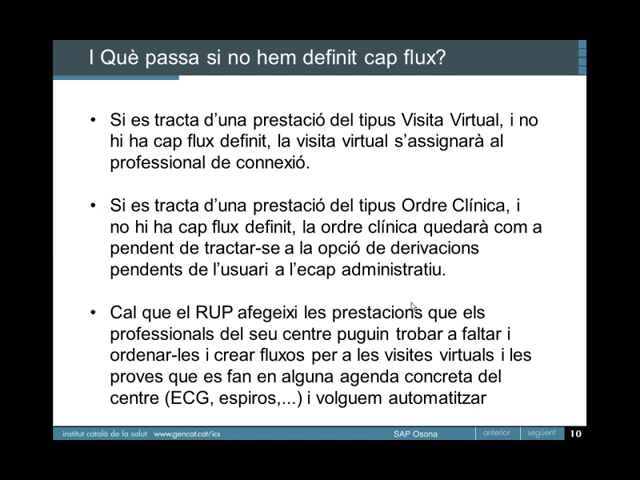 I Què passa si no hem definit cap flux?
• Si es tracta d’una prestació del tipus Visita Virtual, i no
hi ha cap flux definit, la visita virtual s’assignarà al
professional de connexió.
• Si es tracta d’una prestació del tipus Ordre Clínica, i
no hi ha cap flux definit, la ordre clínica quedarà com a
pendent de tractar-se a la opció de derivacions
pendents de l’usuari a l’ecap administratiu.
• Cal que el RUP afegeixi les prestacions que els
professionals del seu centre puguin trobar a faltar i
ordenar-les i crear fluxos per a les visites virtuals i les
proves que es fan en alguna agenda concreta del
centre (ECG, espiros,...) i volguem automatitzar
institut català de la salut www.gencat.cat/ics SAP Osona anterior següent 10